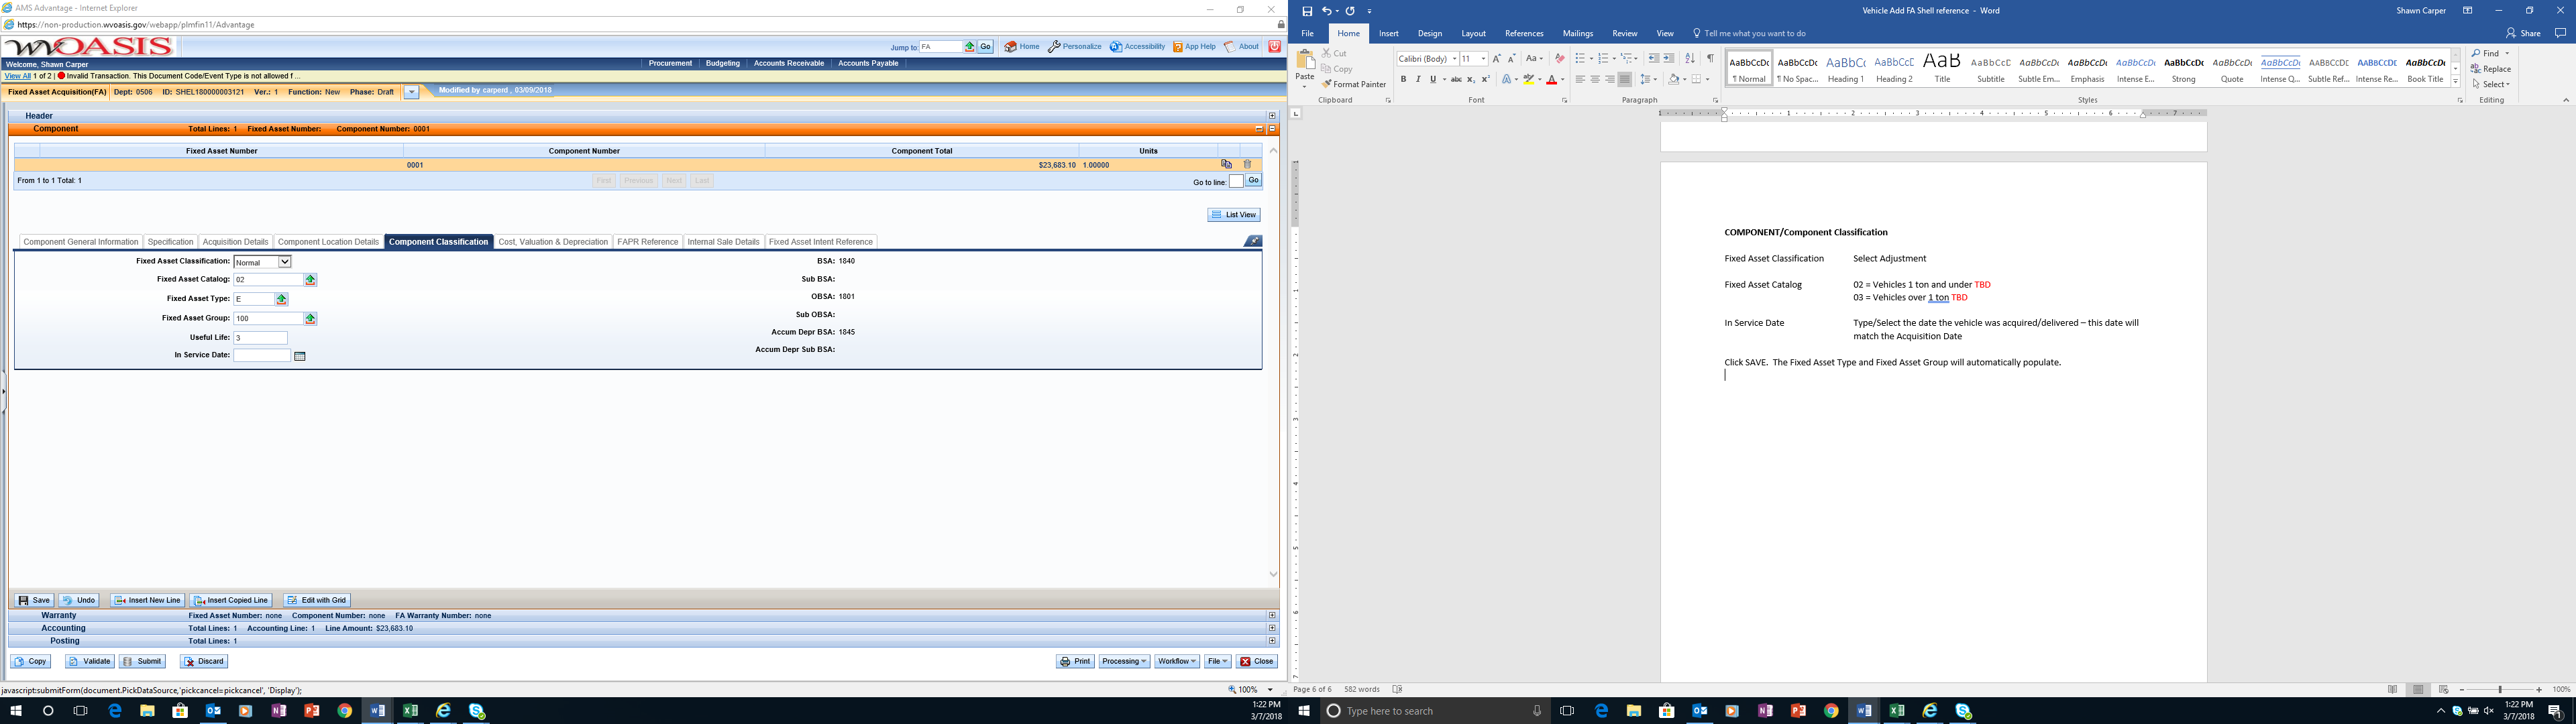 AMS Advantage - Internet Explorer
https://non-production.wvoasis.gov/webapp/plmfin11/Advantage
wvOASIS
Jump to: FA Go Home Personalize Accessibility App Help About
Welcome, Shawn Carper Procurement Budgeting Accounts Receivable Accounts Payable
View All 1 of 2 | Invalid Transaction. This Document Code/Event Type is not allowed f ...
Fixed Asset Acquisition(FA) Dept: 0506 ID: SHEL180000003121 Ver.: 1 Function: New Phase: Draft Modified by carperd , 03/09/2018
Header
Component Total Lines: 1 Fixed Asset Number: Component Number: 0001
Fixed Asset Number Component Number Component Total Units
0001 $23,683.10 1.00000
From 1 to 1 Total: 1 First Previous Next Last Go to line: Go
List View
Component General Information Specification Acquisition Details Component Location Details Component Classification Cost, Valuation & Depreciation FAPR Reference Internal Sale Details Fixed Asset Intent Reference
Fixed Asset Classification: Normal BSA: 1840
Fixed Asset Catalog: 02 Sub BSA:
Fixed Asset Type: E OBSA: 1801
Fixed Asset Group: 100 Sub OBSA:
Useful Life: 3 Accum Depr BSA: 1845
In Service Date: Accum Depr Sub BSA:
Save Undo Insert New Line Insert Copied Line Edit with Grid
Warranty Fixed Asset Number: none Component Number: none FA Warranty Number: none
Accounting Total Lines: 1 Accounting Line: 1 Line Amount: $23,683.10
Posting Total Lines: 1
Copy Validate Submit Discard Print Processing Workflow File Close
javascript:submitForm(document.PickDataSource,'pickcancel=pickcancel', 'Display'); 100%
1:22 PM
3/7/2018
Vehicle Add FA Shell reference - Word Shawn Carper
File Home Insert Design Layout References Mailings Review View Tell me what you want to do Share
Paste Cut Copy Format Painter
Calibri (Body) 11
AaBbCcDc AaBbCcDc AaBbCc AaBbCcE AaB AaBbCcC AaBbCcDc AaBbCcDc AaBbCcDc AaBbCcDc AaBbCcDc AaBbCcDc AABBCCDE AABBCCDE AaBbCcDc
¶ Normal ¶ No Spac... Heading 1 Heading 2 Title Subtitle Subtle Em... Emphasis Intense E... Strong Quote Intense Q... Subtle Ref... Intense Re... Book Title
Find Replace Select
Clipboard Font Paragraph Styles Editing
COMPONENT/Component Classification
Fixed Asset Classification Select Adjustment
Fixed Asset Catalog 02 = Vehicles 1 ton and under TBD
03 = Vehicles over 1 ton TBD
In Service Date Type/Select the date the vehicle was acquired/delivered – this date will
match the Acquisition Date
Click SAVE. The Fixed Asset Type and Fixed Asset Group will automatically populate.
Page 6 of 6 582 words 100%
Type here to search
1:22 PM
3/7/2018